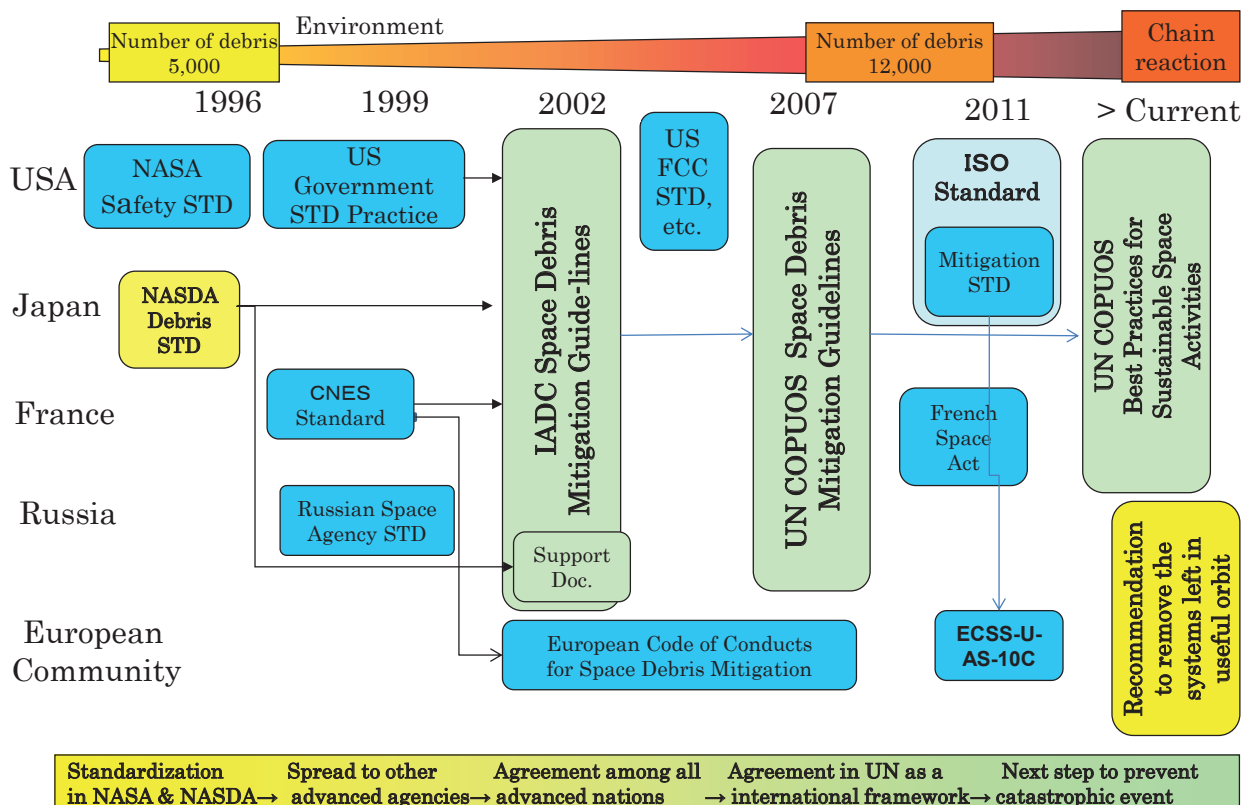 Environment
Number of debris
5,000
Number of debris
12,000
Chain
reaction
1996
1999
2002
2007
2011
> Current
USA
NASA
Safety STD
US
Government
STD Practice
IADC Space Debris
Mitigation Guide-lines
US
FCC
STD,
etc.
UN COPUOS Space Debris
Mitigation Guidelines
ISO
Standard
Mitigation
STD
UN COPUOS
Best Practices for
Sustainable Space
Activities
Japan
NASDA
Debris
STD
France
CNES
Standard
French
Space
Act
Russia
Russian Space
Agency STD
Support
Doc.
European
Community
European Code of Conducts
for Space Debris Mitigation
ECSS-U-
AS-10C
Recommendation
to remove the
systems left in
useful orbit
Standardization
in NASA & NASDA→
Spread to other
advanced agencies→
Agreement among all
advanced nations
Agreement in UN as a
→ international framework→
Next step to prevent
catastrophic event